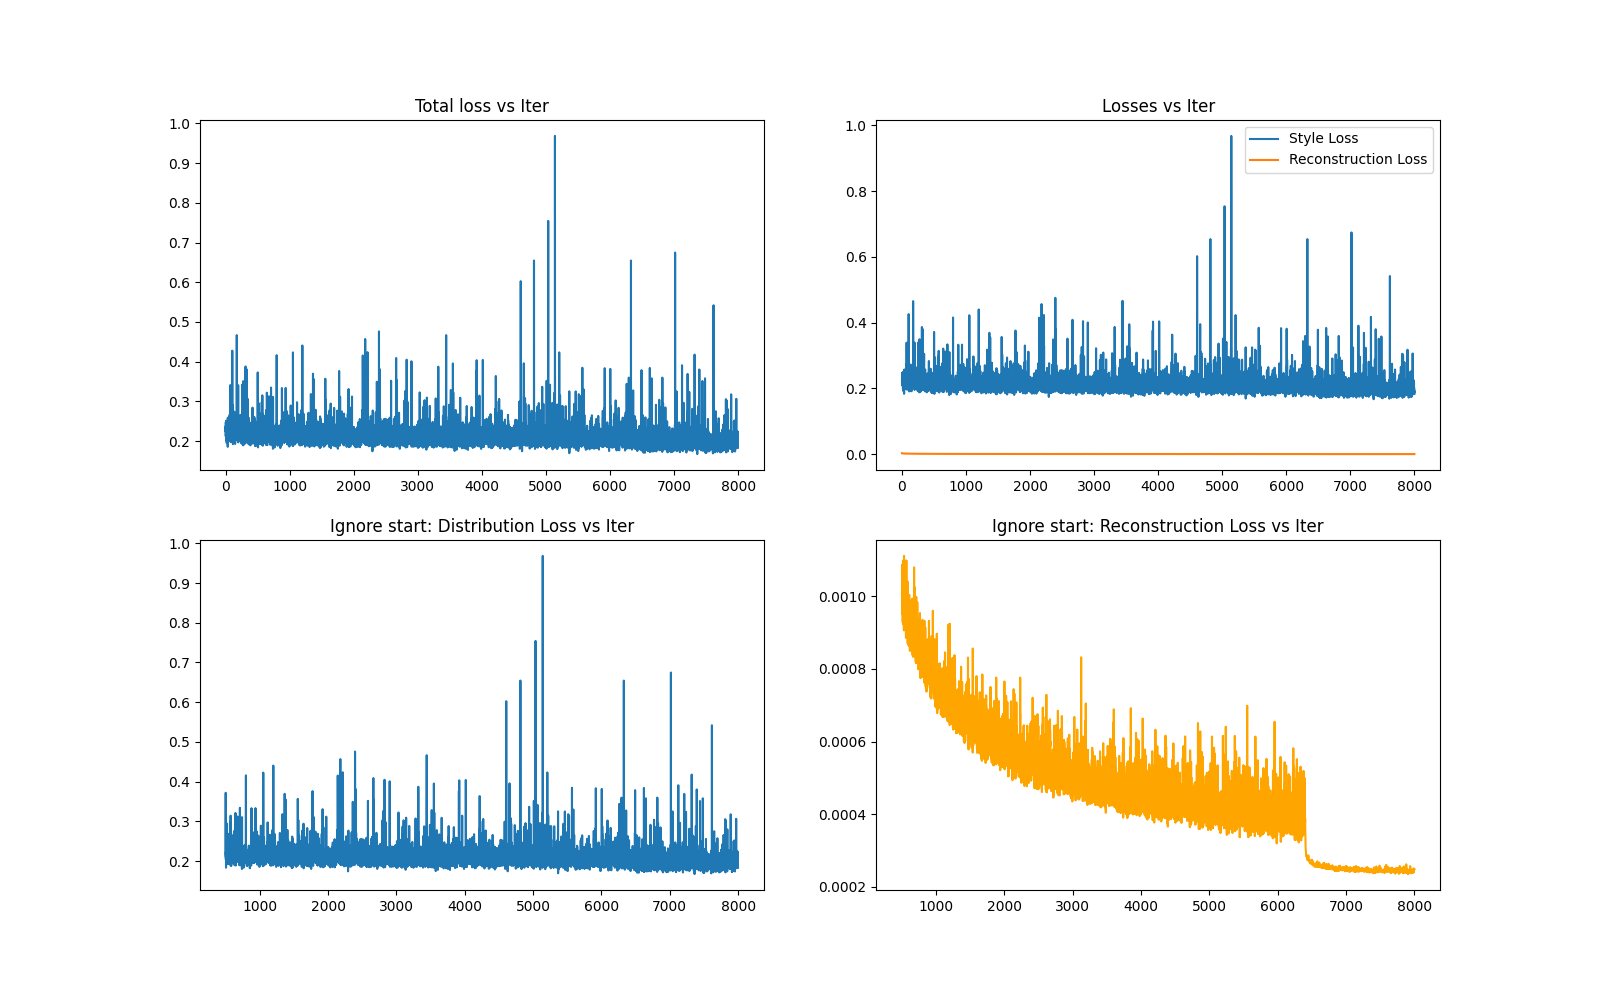 Total loss vs Iter
1.0
0.9
0.8
0.7
0.6
0.5
0.4
0.3
0.2
0 1000 2000 3000 4000 5000 6000 7000 8000
Losses vs Iter
Style Loss
Reconstruction Loss
1.0
0.8
0.6
0.4
0.2
0.0
0 1000 2000 3000 4000 5000 6000 7000 8000
Ignore start: Distribution Loss vs Iter
1.0
0.9
0.8
0.7
0.6
0.5
0.4
0.3
0.2
1000 2000 3000 4000 5000 6000 7000 8000
Ignore start: Reconstruction Loss vs Iter
0.0010
0.0008
0.0006
0.0004
0.0002
1000 2000 3000 4000 5000 6000 7000 8000